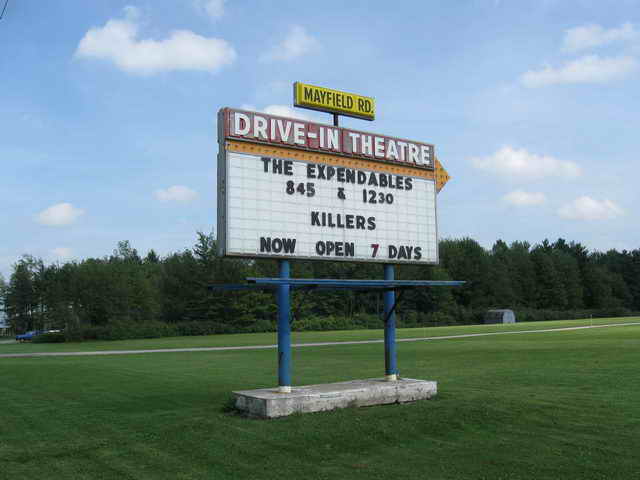 MAYFIELD RD.
DRIVE-IN THEATRE
THE EXPENDABLES
845 & 1230
KILLERS
NOW OPEN 7 DAYS